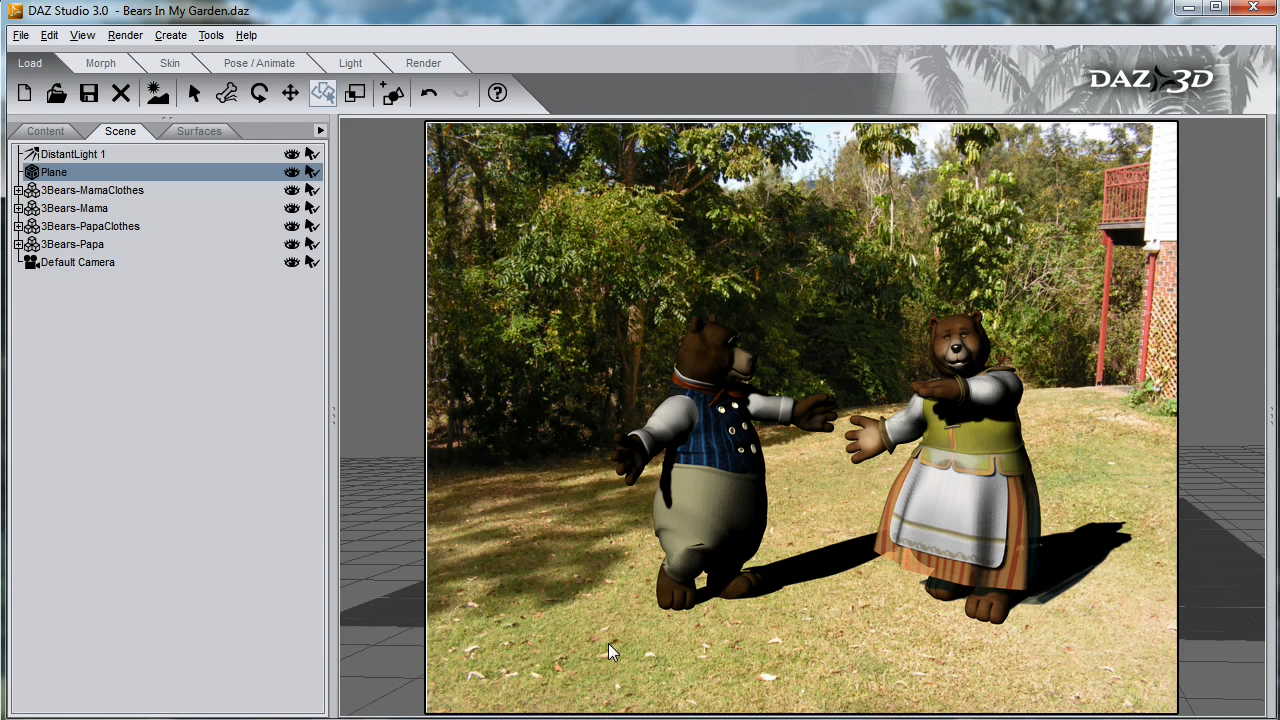 DAZ Studio 3.0 - Bears In My Garden.daz
File Edit View Render Create Tools Help
Load Morph Skin Pose / Animate Light Render
DAZ 3D
Content Scene Surfaces
DistantLight 1
Plane
3Bears-MamaClothes
3Bears-Mama
3Bears-PapaClothes
3Bears-Papa
Default Camera